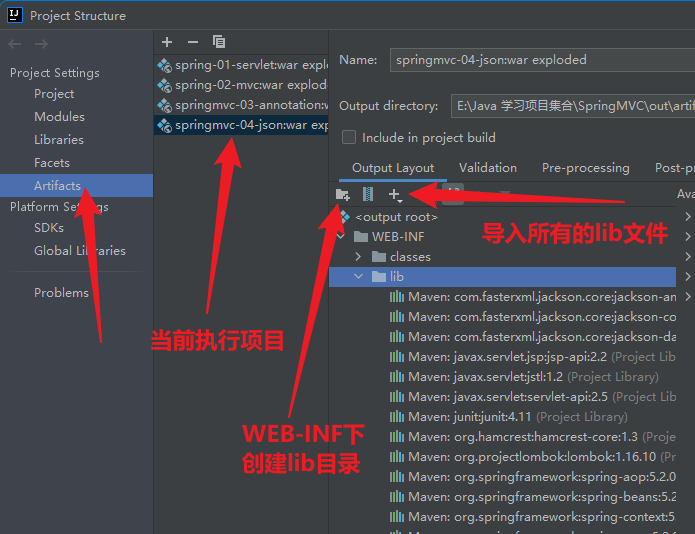 Project Structure
Project Settings
Project
Modules
Libraries
Facets
Artifacts
Platform Settings
SDKs
Global Libraries
Problems
spring-01-servlet:war explo
spring-02-mvc:war explode
springmvc-03-annotation:w
springmvc-04-json:war exp
当前执行项目
Name: springmvc-04-json:war exploded
Output directory: E:\Java 学习项目集合\SpringMVC\out\artif
Include in project build
Output Layout Validation Pre-processing Post-p
Ava
<output root>
WEB-INF
classes
lib
导入所有的lib文件
Maven: com.fasterxml.jackson.core:jackson-an
Maven: com.fasterxml.jackson.core:jackson-co
Maven: com.fasterxml.jackson.core:jackson-da
Maven: javax.servlet.jsp:jsp-api:2.2 (Project Lib
Maven: javax.servlet:jstl:1.2 (Project Library)
Maven: javax.servlet:servlet-api:2.5 (Project Lib
Maven: junit:junit:4.11 (Project Library)
Maven: org.hamcrest:hamcrest-core:1.3 (Proje
Maven: org.projectlombok:lombok:1.16.10 (Pr
Maven: org.springframework:spring-aop:5.2.0
Maven: org.springframework:spring-beans:5.2
Maven: org.springframework:spring-context:5
WEB-INF下
创建lib目录